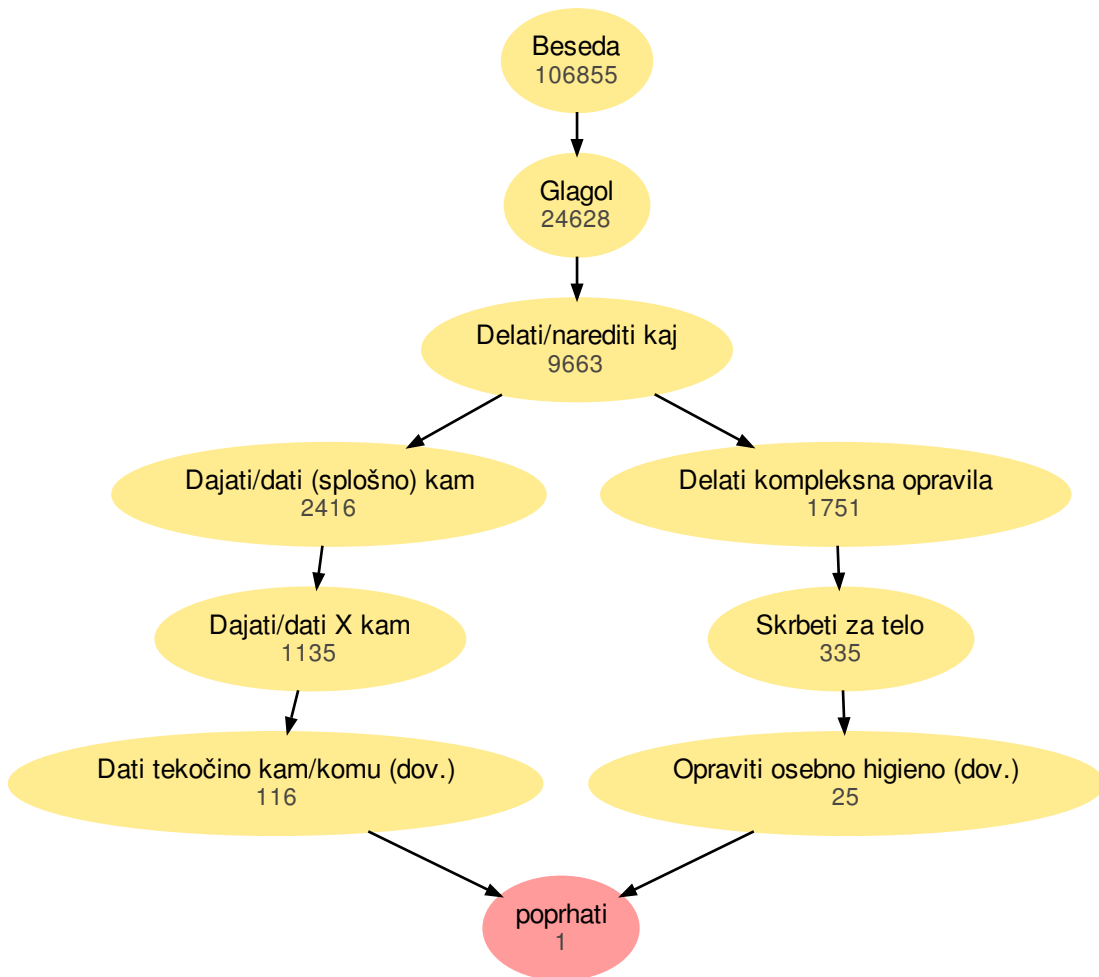 Beseda
106855
Glagol
24628
Delati/narediti kaj
9663
Dajati/dati (splošno) kam
2416
Delati kompleksna opravila
1751
Dajati/dati X kam
1135
Skrbeti za telo
335
Dati tekočino kam/komu (dov.)
116
Opraviti osebno higieno (dov.)
25
poprhati
1